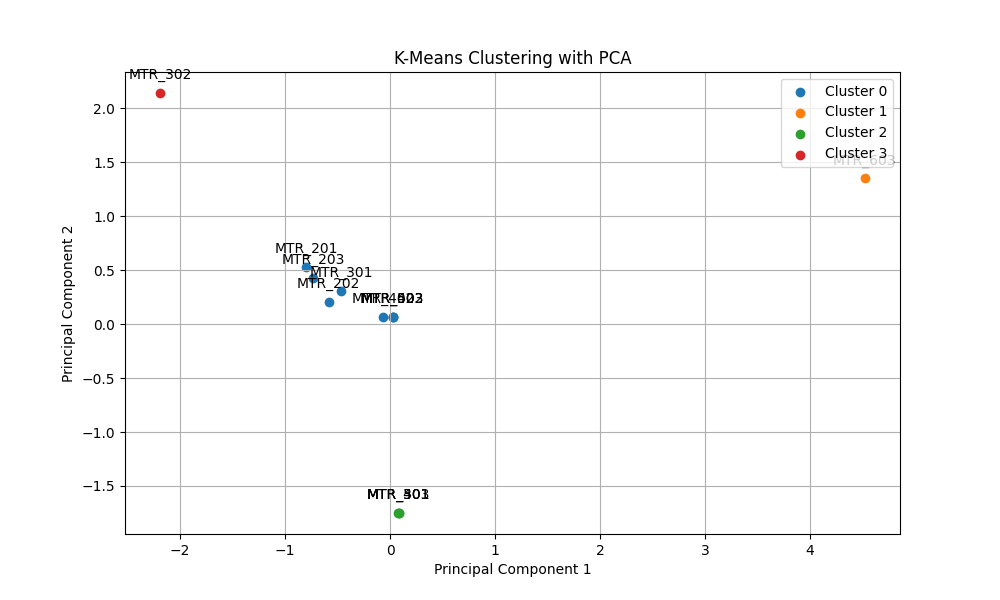 K-Means Clustering with PCA
MTR_302
Cluster 0
Cluster 1
Cluster 2
Cluster 3
MTR_603
MTR_201
MTR_203
MTR_301
MTR_202
2.0
1.5
1.0
0.5
0.0
−0.5
−1.0
−1.5
Principal Component 2
−2
−1
0
1
2
3
4
Principal Component 1